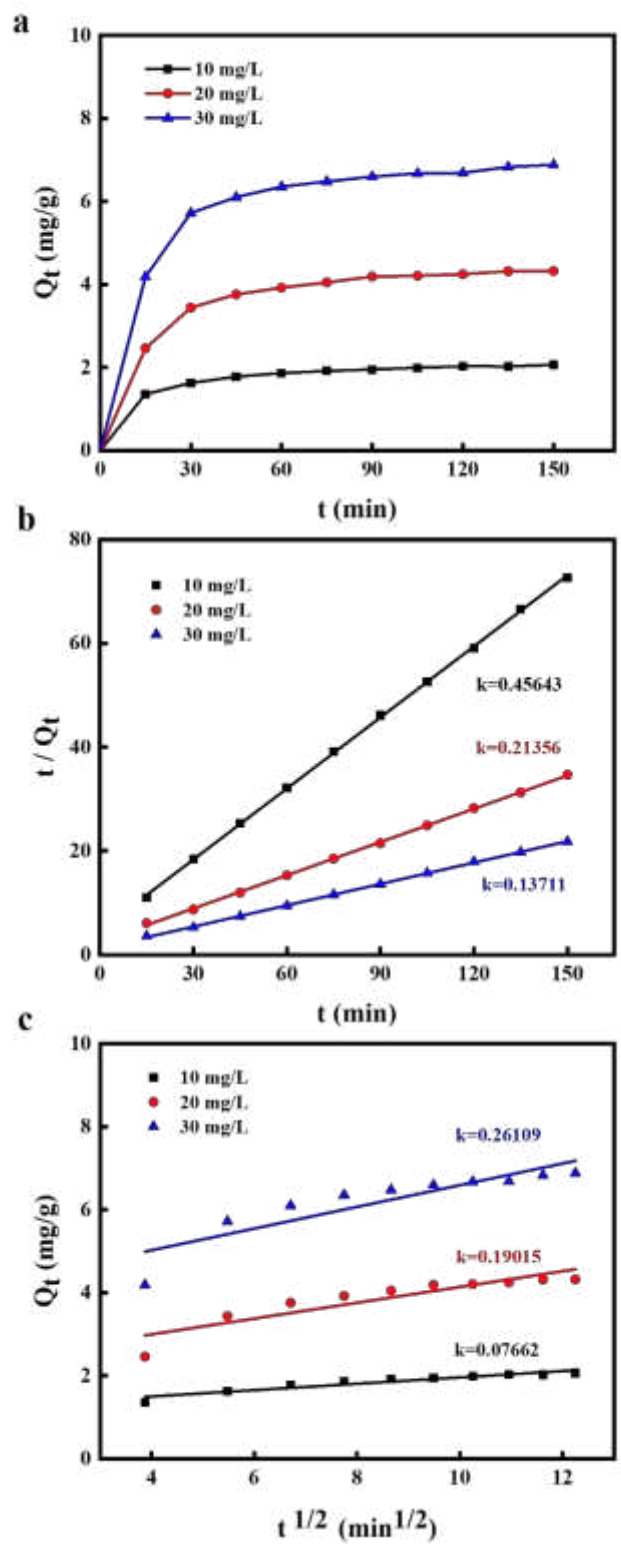 a
10
8
6
4
2
0
Qt (mg/g)
10 mg/L
20 mg/L
30 mg/L
0 30 60 90 120 150
t (min)
b
80
60
40
20
0
t / Qt
10 mg/L
20 mg/L
30 mg/L
k=0.45643
k=0.21356
k=0.13711
0 30 60 90 120 150
t (min)
c
10
8
6
4
2
0
Qt (mg/g)
10 mg/L
20 mg/L
30 mg/L
k=0.26109
k=0.19015
k=0.07662
4 6 8 10 12
t 1/2 (min1/2)